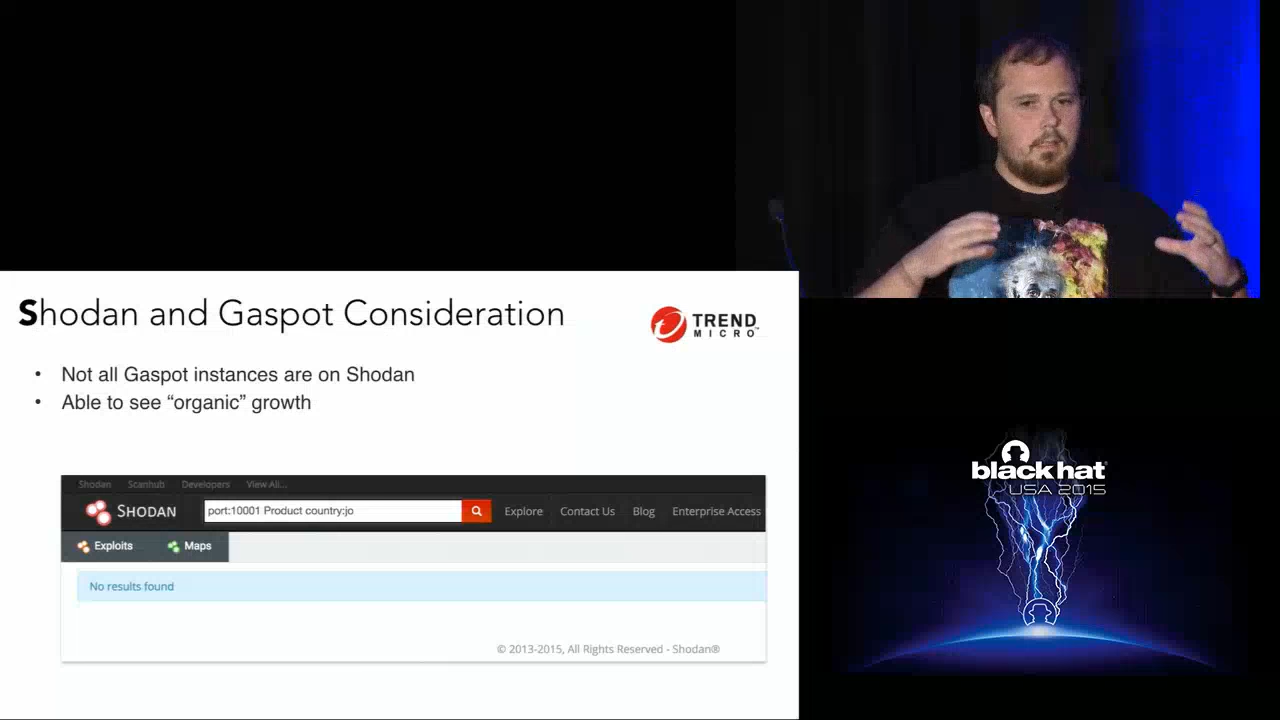 Shodan and Gaspot Consideration
TREND
MICRO
• Not all Gaspot instances are on Shodan
• Able to see “organic” growth
Shodan Scanhub Developers View All...
SHODAN port:10001 Product country:jo Explore Contact Us Blog Enterprise Access
Exploits Maps
No results found
© 2013-2015, All Rights Reserved - Shodan®
black hat
USA 2015